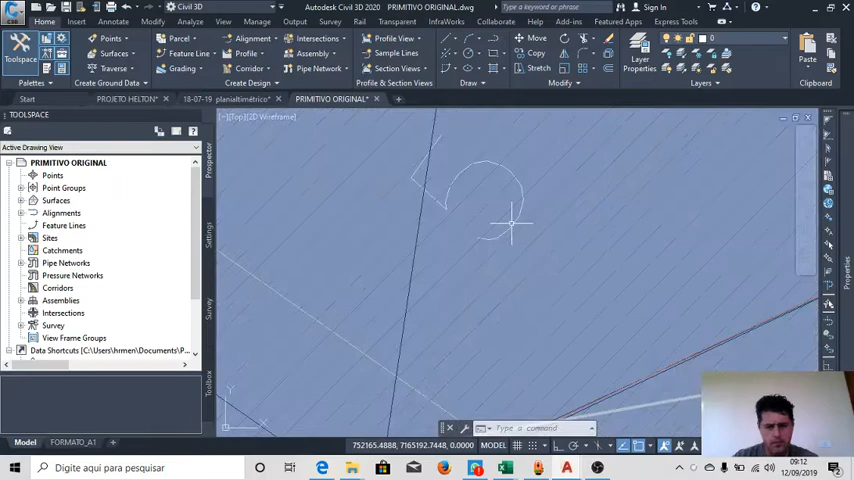 Civil 3D
Autodesk Civil 3D 2020 PRIMITIVO ORIGINAL.dwg
Type a keyword or phrase
Sign In
Home Insert Annotate Modify Analyze View Manage Output Survey Rail Transparent InfraWorks Collaborate Help Add-ins Featured Apps Express Tools
Toolspace
Points
Surfaces
Traverse
Parcel
Feature Line
Grading
Alignment
Profile
Corridor
Intersections
Assembly
Pipe Network
Profile View
Sample Lines
Section Views
Move
Copy
Stretch
Layer Properties
0
Paste
Palettes Create Ground Data Create Design Profile & Section Views Draw Modify Layers Clipboard
Start PROJETO HELTON* 18-07-19 planialtimétrico* PRIMITIVO ORIGINAL*
TOOLSPACE
[−][Top][2D Wireframe]
Active Drawing View
PRIMITIVO ORIGINAL
Points
Point Groups
Surfaces
Alignments
Feature Lines
Sites
Catchments
Pipe Networks
Pressure Networks
Corridors
Assemblies
Intersections
Survey
View Frame Groups
Data Shortcuts [C:\Users\hrmen\Documents\P...
Prospector
Settings
Survey
Toolbox
Properties
Y
Type a command
Model FORMATO_A1
752165.4888, 7165192.7448, 0.0000 MODEL
Digite aqui para pesquisar
09:12
12/09/2019